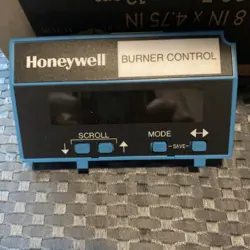 8 IN x 4.75 IN
Honeywell
BURNER CONTROL
SCROLL
MODE
SAVE